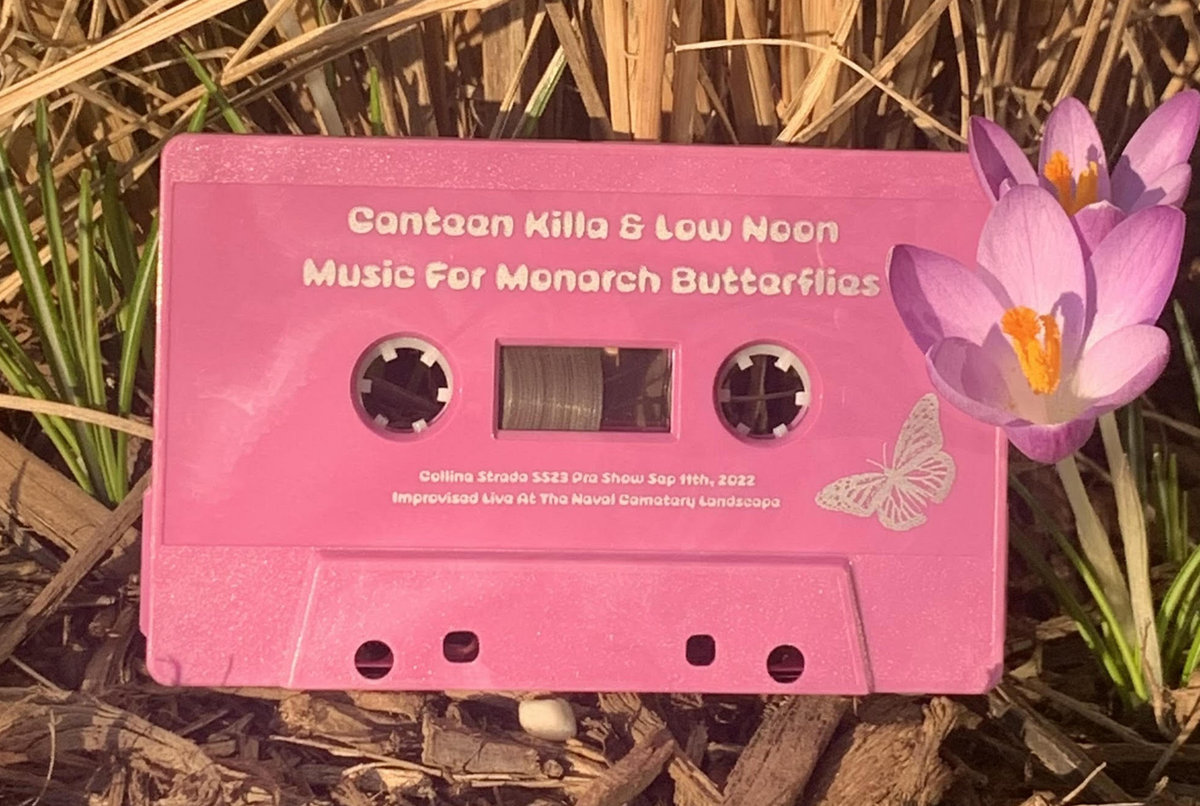 Canteen Killa & Low Noon
Music For Monarch Butterflies
Collina Strada SS23 Pre Show Sep 11th, 2022
Improvised Live At The Naval Cemetery Landscape